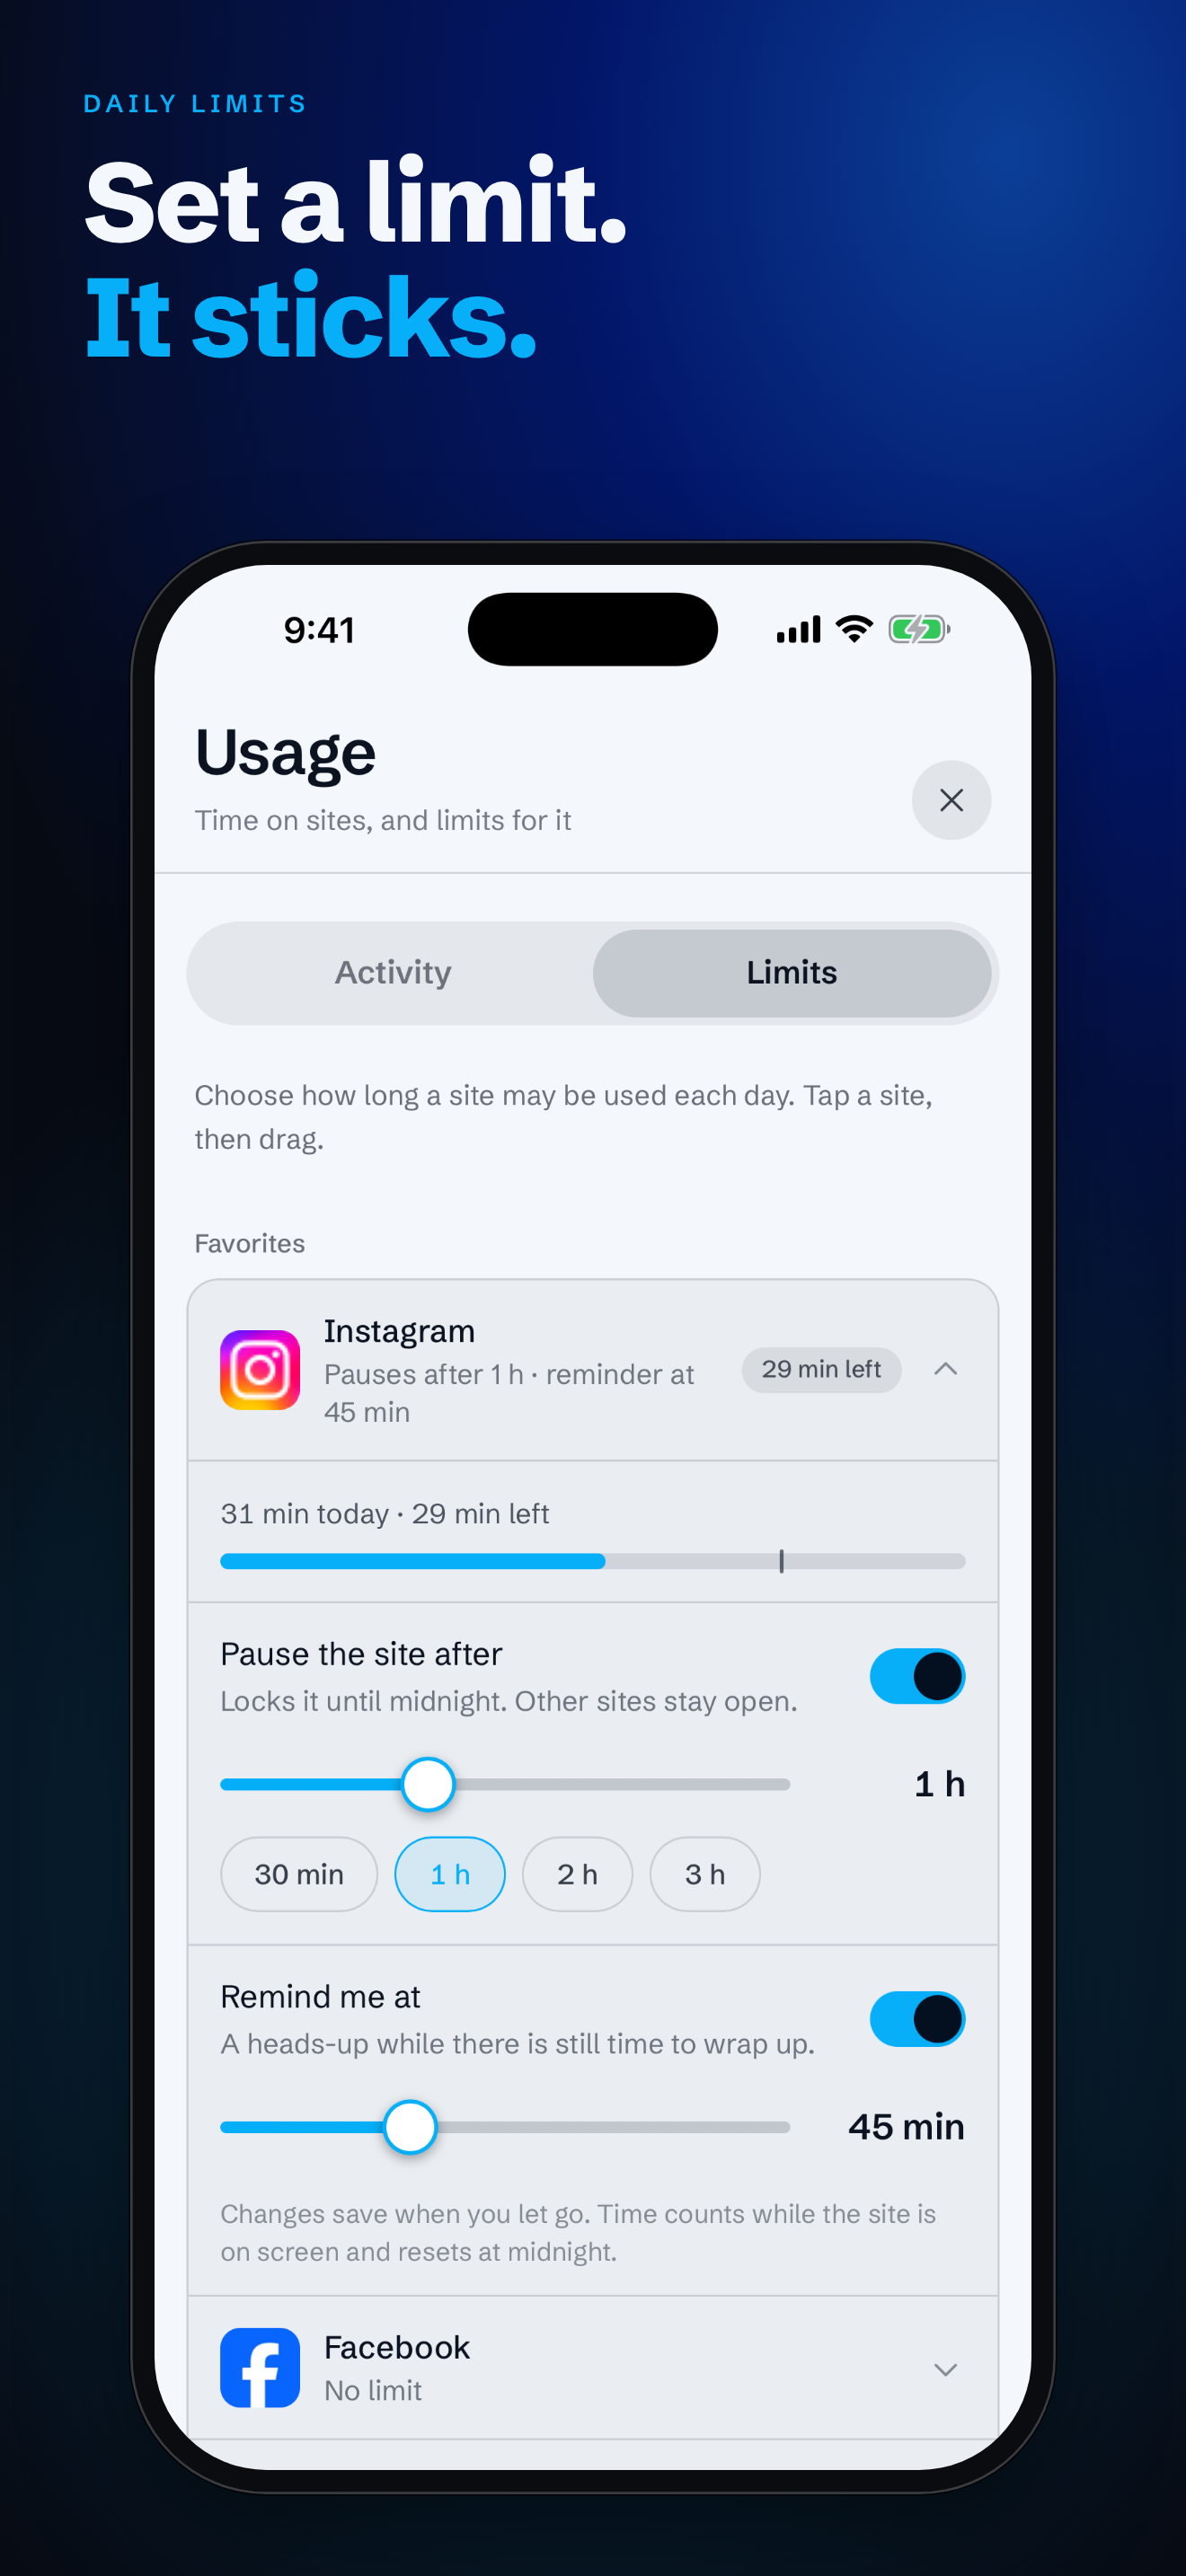 DAILY LIMITS
Set a limit.
It sticks.
9:41
Usage
Time on sites, and limits for it
Activity
Limits
Choose how long a site may be used each day. Tap a site,
then drag.
Favorites
Instagram
Pauses after 1 h · reminder at
45 min
29 min left
31 min today · 29 min left
Pause the site after
Locks it until midnight. Other sites stay open.
1 h
30 min
1 h
2 h
3 h
Remind me at
A heads-up while there is still time to wrap up.
45 min
Changes save when you let go. Time counts while the site is
on screen and resets at midnight.
Facebook
No limit